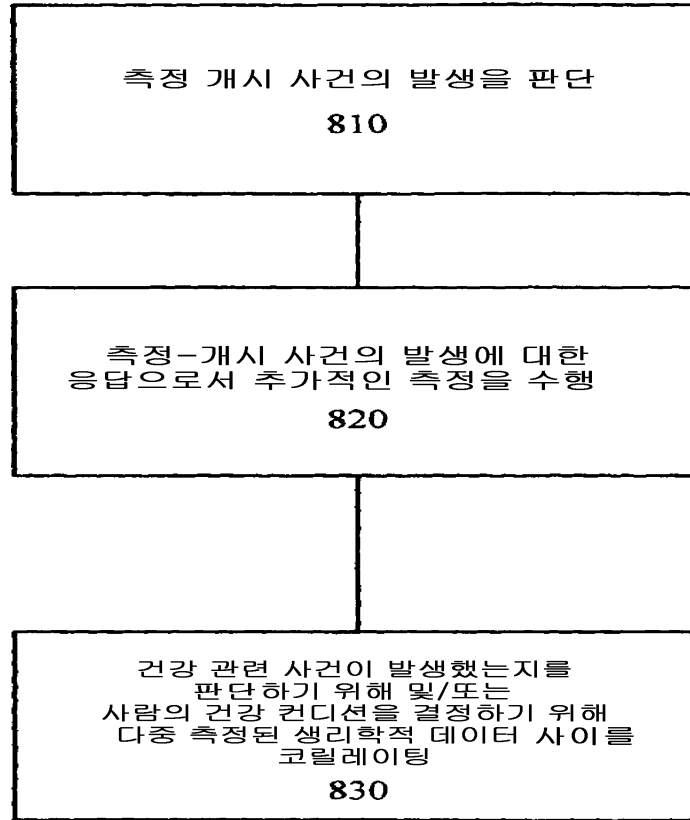 측정 개시 사건의 발생을 판단
810
측정-개시 사건의 발생에 대한
응답으로서 추가적인 측정을 수행
820
건강 관련 사건이 발생했는지를
판단하기 위해 및/또는
사람의 건강 컨디션을 결정하기 위해
다중 측정된 생리학적 데이터 사이를
코릴레이팅
830